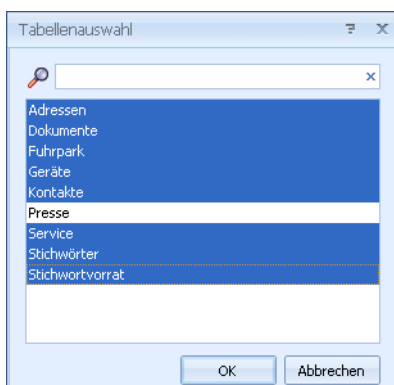 Tabellenauswahl
Adressen
Dokumente
Fuhrpark
Geräte
Kontakte
Presse
Service
Stichwörter
Stichwortvorrat
OK Abbrechen